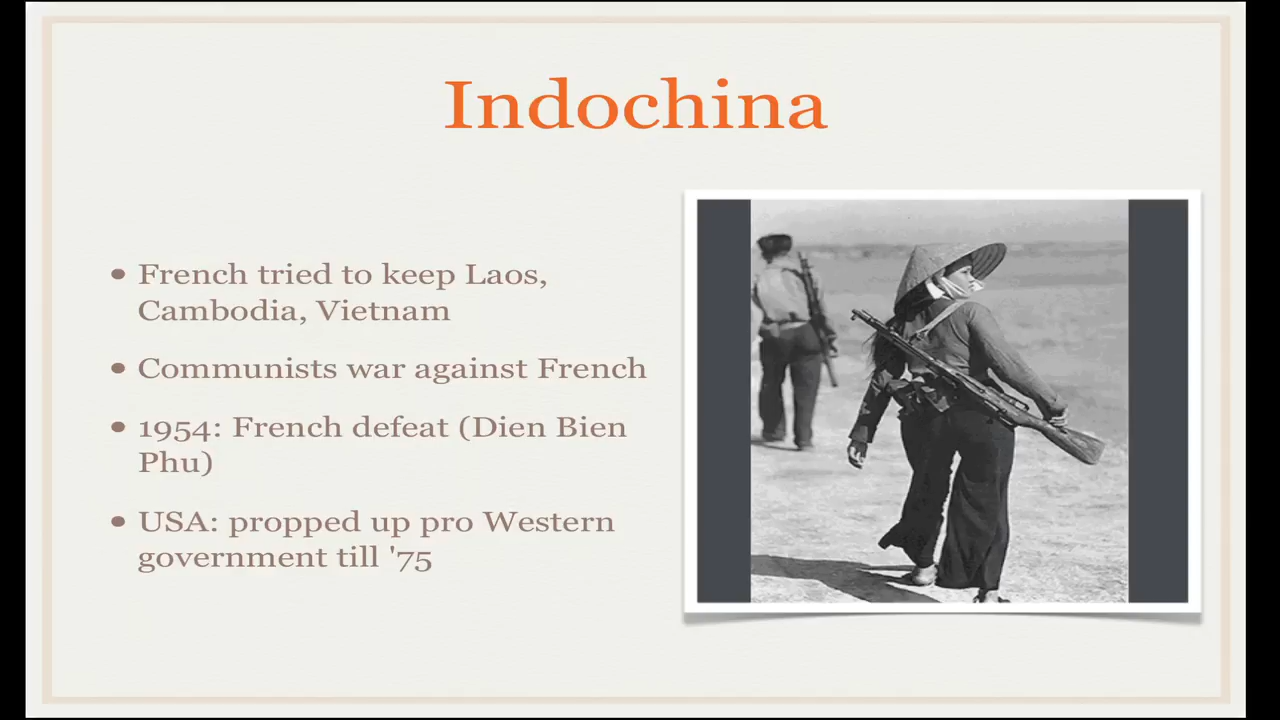 Indochina
• French tried to keep Laos,
Cambodia, Vietnam
• Communists war against French
• 1954: French defeat (Dien Bien
Phu)
• USA: propped up pro Western
government till '75